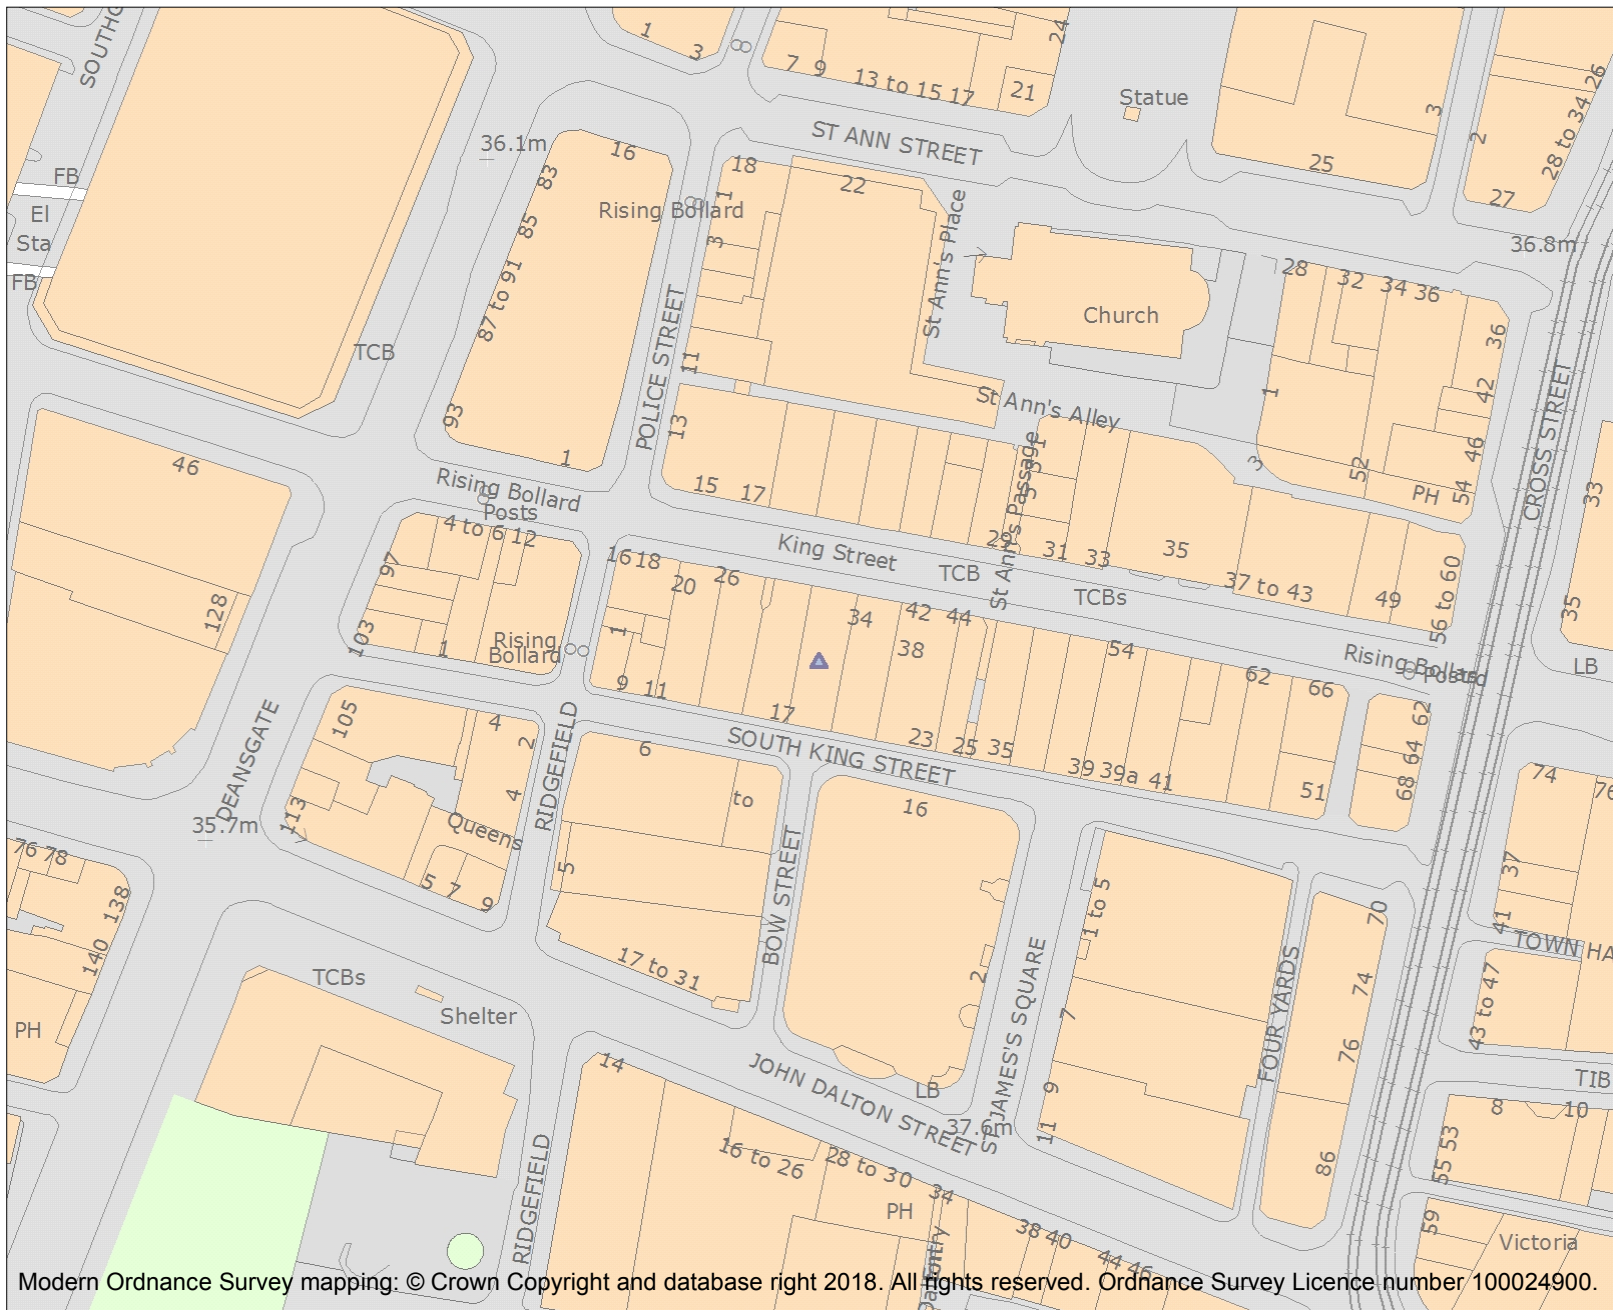 SOUTHG
1
3
7 9
13 to 15 17
24
21
Statue
3
2
26
28 to 34
25
27
ST ANN STREET
36.1m
16
83
85
87 to 91
93
1
FB
El
Sta
FB
TCB
Rising Bollard
18
1
3
22
11
13
POLICE STREET
St Ann's Place
Church
36.8m
28
32
34 36
36
42
46
1
3
52
54
PH
CROSS STREET
33
35
St Ann's Alley
St Ann's Passage
46
128
Rising Bollard
Posts
4 to 6 12
97
103
1
Rising
Bollard
15 17
29
31 33
35
37 to 43
49
56 to 60
King Street
TCB
TCBs
16 18
20
26
34
42 44
38
54
62
66
Rising Bollard
Posts
LB
1
9 11
17
23
25 35
39 39a 41
51
62
64
68
SOUTH KING STREET
DEANSGATE
35.7m
105
4
2
4
113
Queens
5 7 9
RIDGEFIELD
6
to
5
17 to 31
BOW STREET
16
2
LB
ST JAMES'S SQUARE
1 to 5
7
9
11
FOUR YARDS
70
74
76
86
74
76
37
41
TOWN HA
43 to 47
TIB
8
10
53
55
59
Victoria
76 78
138
140
PH
TCBs
Shelter
14
JOHN DALTON STREET
37.6m
16 to 26
28 to 30
34
PH
38 40
44 46
RIDGEFIELD
Modern Ordnance Survey mapping: © Crown Copyright and database right 2018. All rights reserved. Ordnance Survey Licence number 100024900.